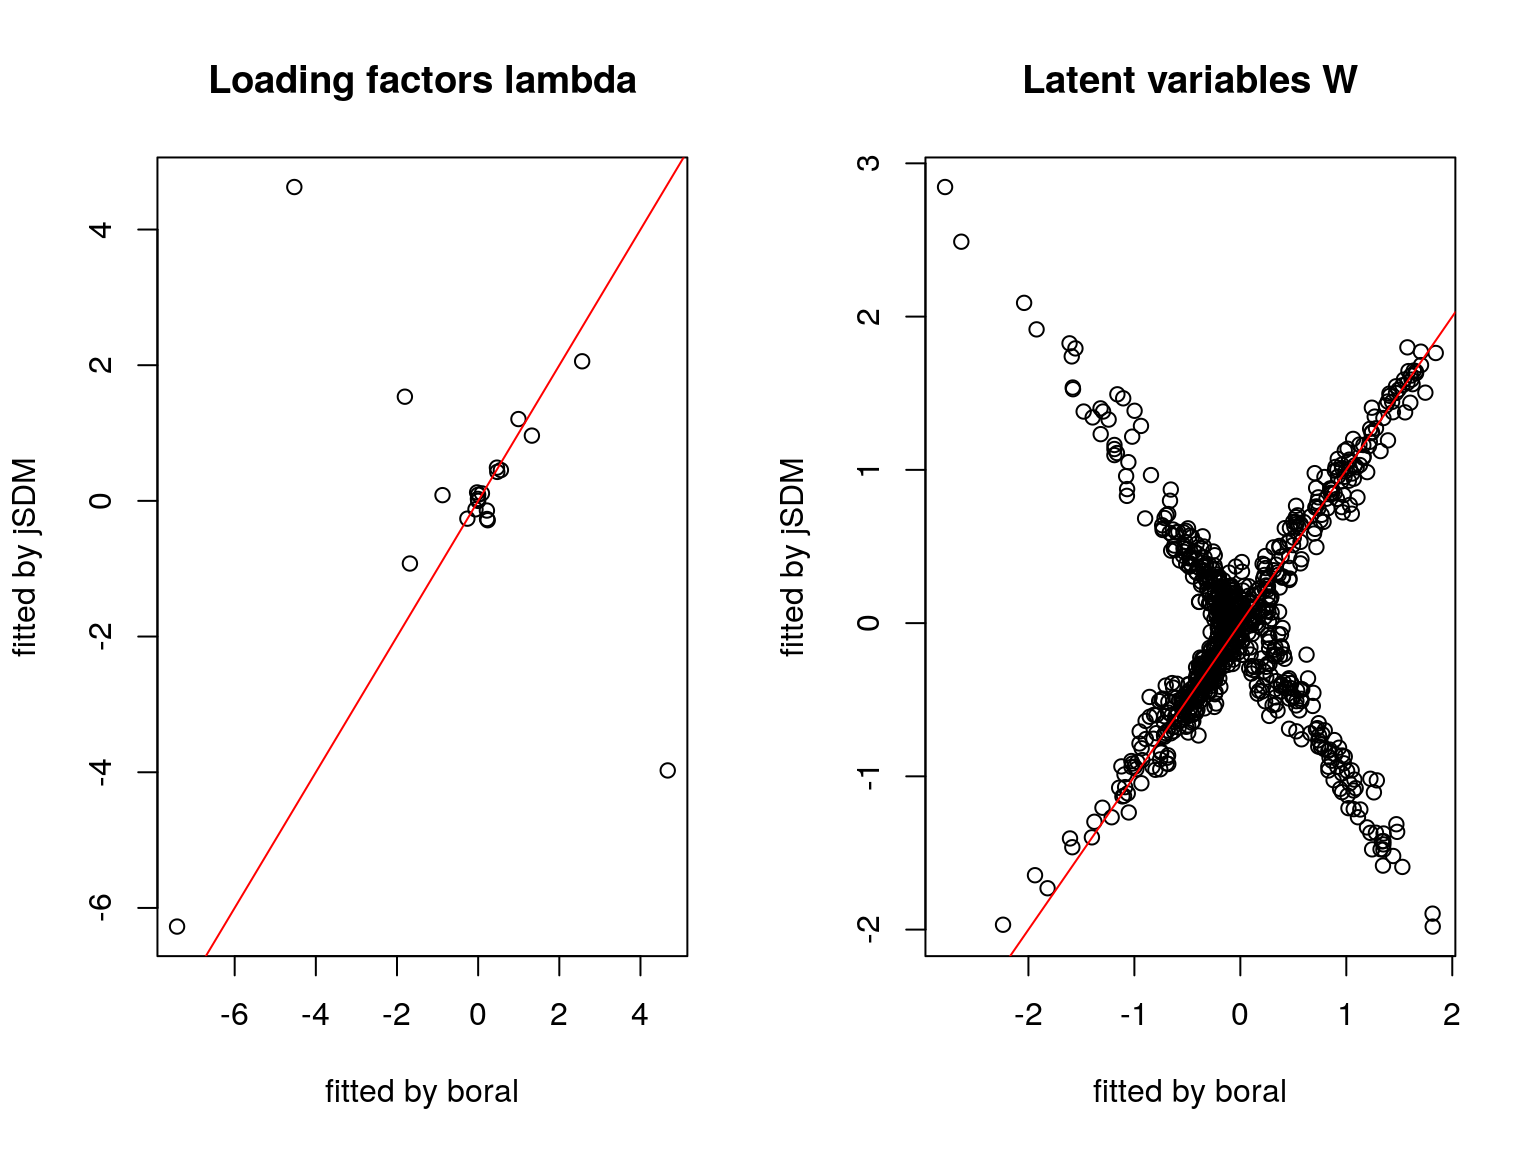 Loading factors lambda
fitted by jSDM
4
2
0
-2
-4
-6
-6 -4 -2 0 2 4
fitted by boral
Latent variables W
fitted by jSDM
3
2
1
0
-1
-2
-2 -1 0 1 2
fitted by boral